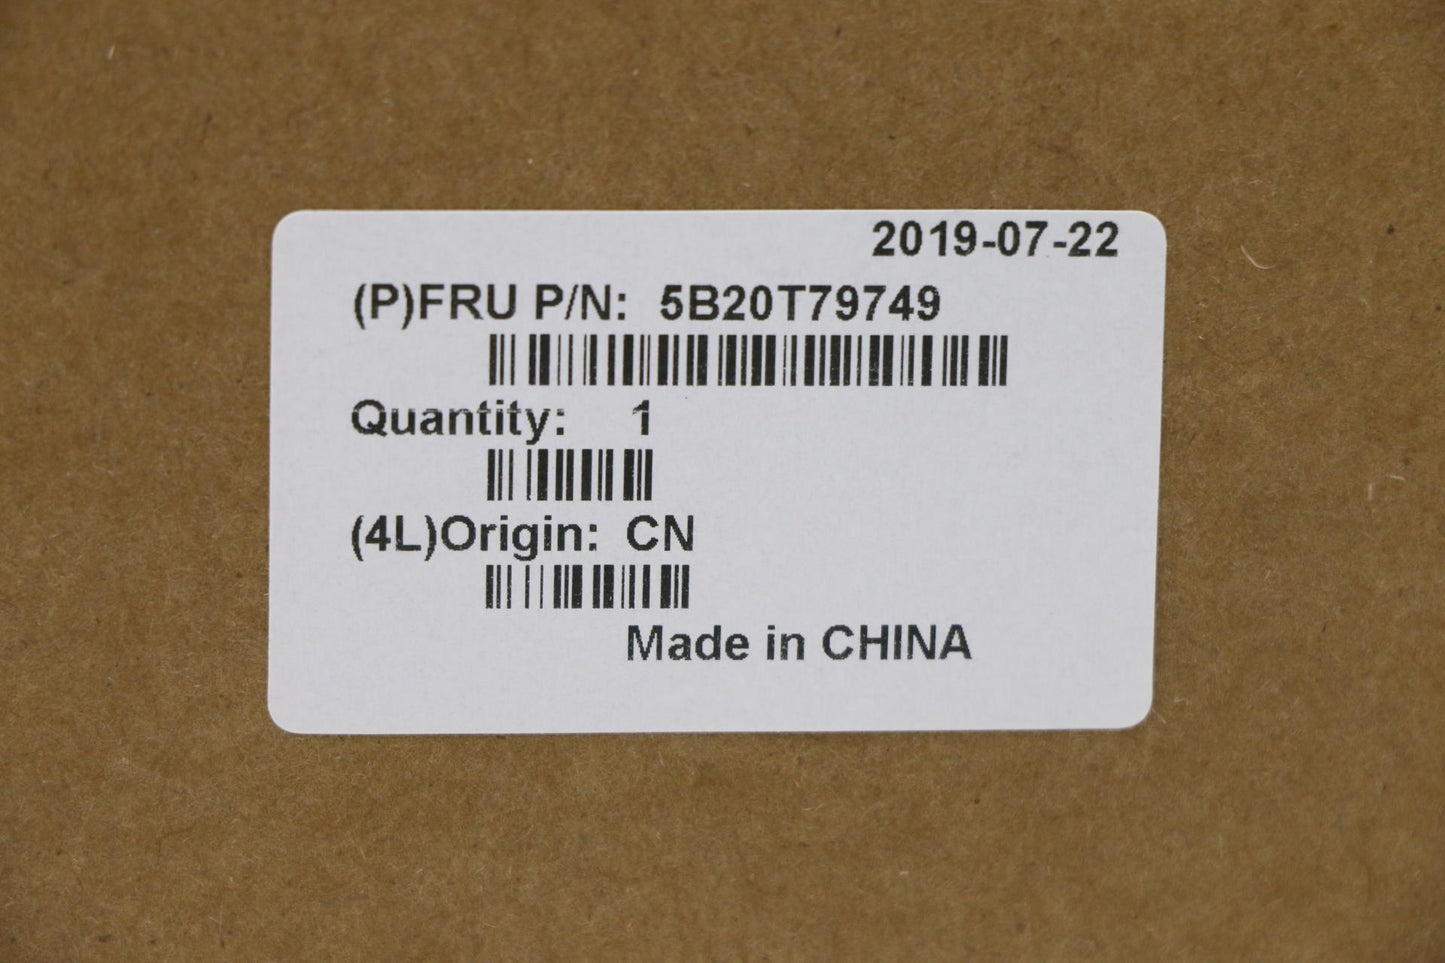 2019-07-22
(P)FRU P/N: 5B20T79749
Quantity: 1
(4L)Origin: CN
Made in CHINA